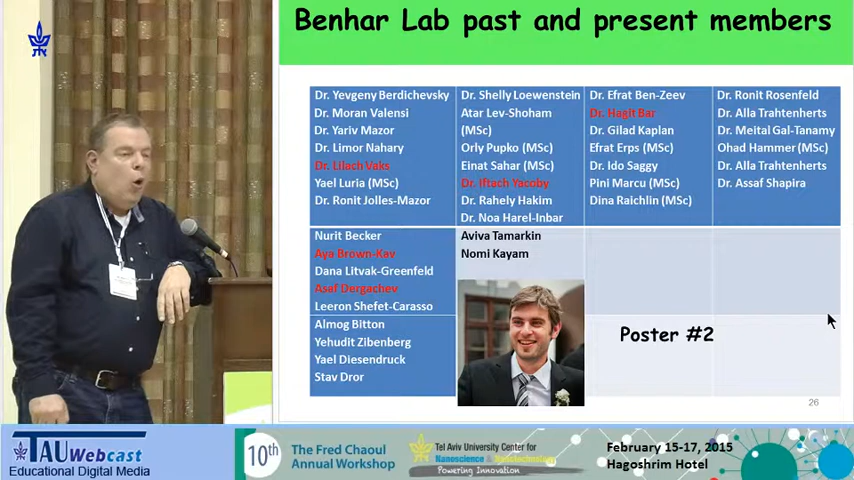 Benhar Lab past and present members
Dr. Yevgeny Berdichevsky
Dr. Moran Valensi
Dr. Yariv Mazor
Dr. Limor Nahary
Dr. Lilach Vaks
Yael Luria (MSc)
Dr. Ronit Jolles-Mazor
Dr. Shelly Loewenstein
Atar Lev-Shoham
(MSc)
Orly Pupko (MSc)
Einat Sahar (MSc)
Dr. Iftach Yacoby
Dr. Rahely Hakim
Dr. Noa Harel-Inbar
Dr. Efrat Ben-Zeev
Dr. Hagit Bar
Dr. Gilad Kaplan
Efrat Erps (MSc)
Dr. Ido Saggy
Pini Marcu (MSc)
Dina Raichlin (MSc)
Dr. Ronit Rosenfeld
Dr. Alla Trahtenherts
Dr. Meital Gal-Tanamy
Ohad Hammer (MSc)
Dr. Alla Trahtenherts
Dr. Assaf Shapira
Nurit Becker
Aya Brown-Kav
Dana Litvak-Greenfeld
Asaf Dergachev
Leeron Shefet-Carasso
Almog Bitton
Yehudit Zibenberg
Yael Diesendruck
Stav Dror
Aviva Tamarkin
Nomi Kayam
Poster #2
26
TAU Webcast
Educational Digital Media
10th
The Fred Chaoul
Annual Workshop
Tel Aviv University Center for
Nanoscience & Nanotechnology
Powering Innovation
February 15-17, 2015
Hagoshrim Hotel